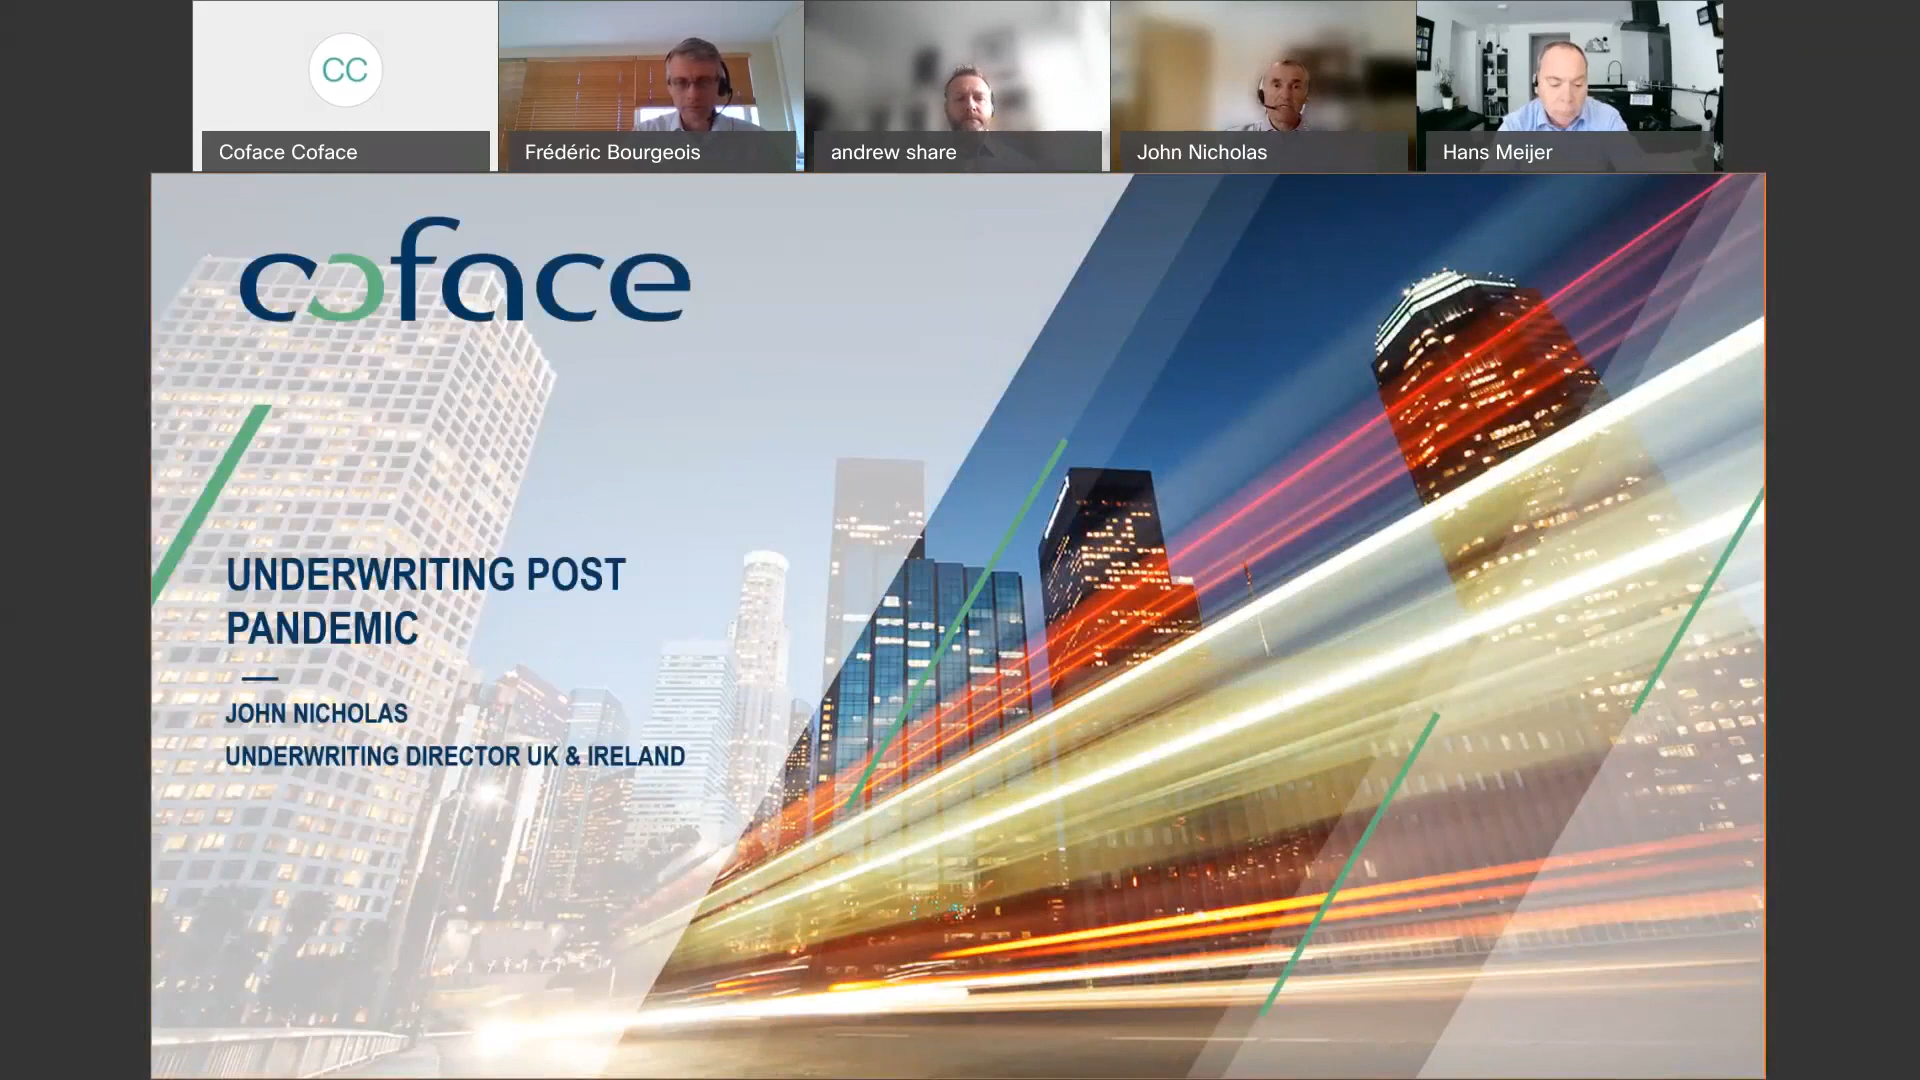 CC
Coface Coface
Frédéric Bourgeois
andrew share
John Nicholas
Hans Meijer
coface
UNDERWRITING POST
PANDEMIC
JOHN NICHOLAS
UNDERWRITING DIRECTOR UK & IRELAND